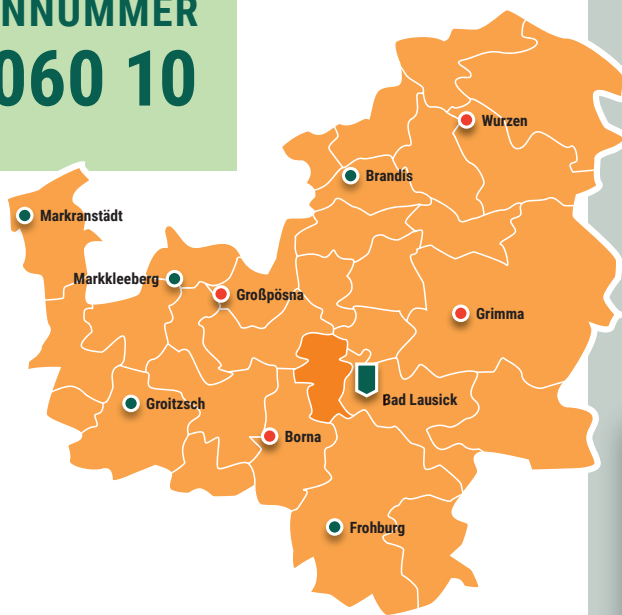 NNUMMER
060 10
Wurzen
Brandis
Markranstädt
Markkleeberg
Großpösna
Grimma
Bad Lausick
Groitzsch
Borna
Frohburg